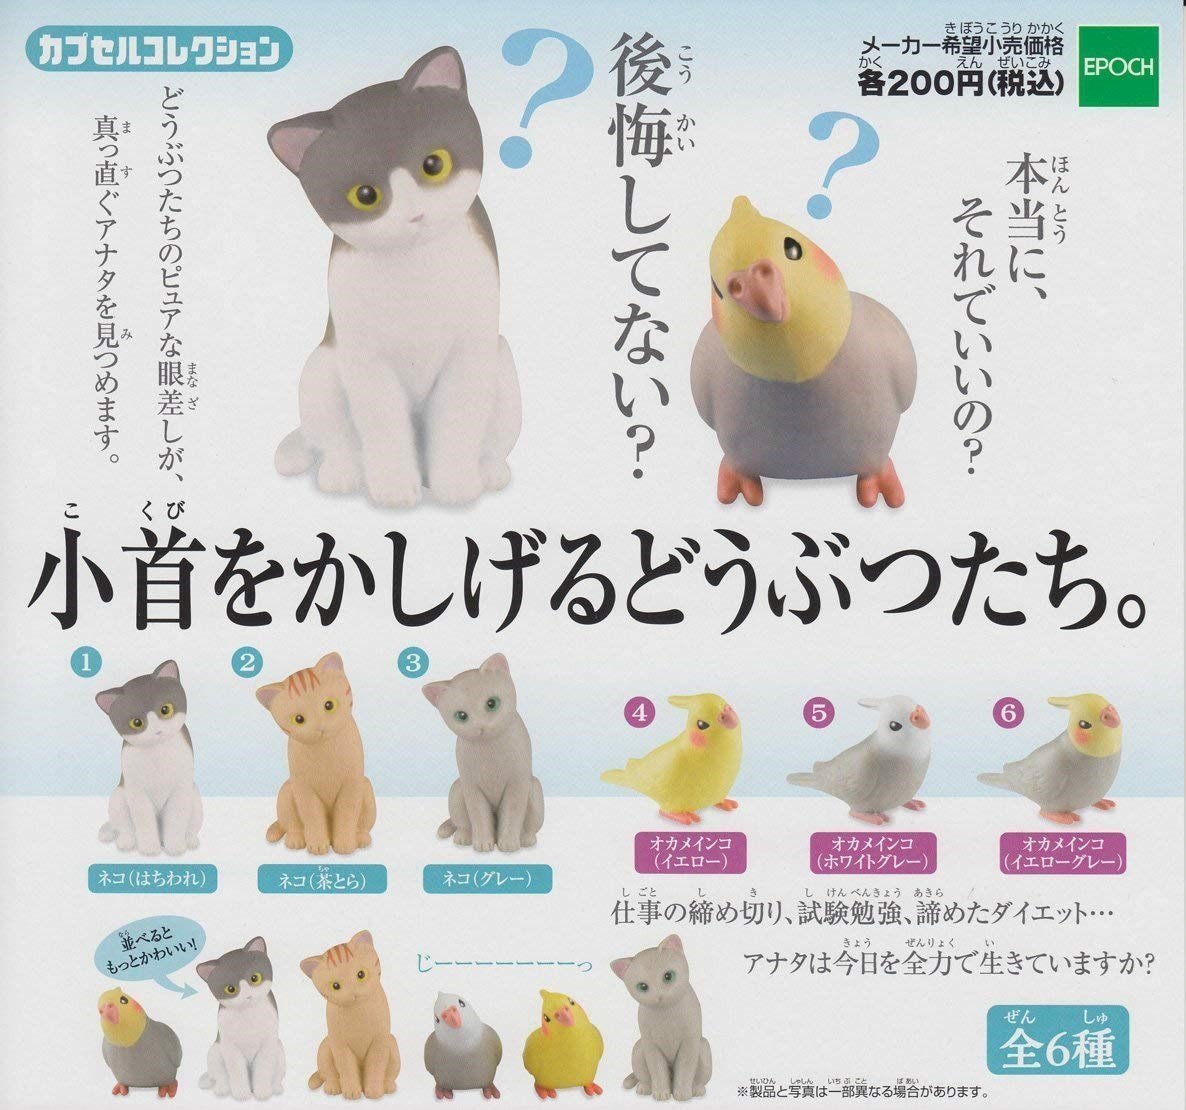 カプセルコレクション
メーカー希望小売価格
各200円(税込)
EPOCH
どうぶつたちのピュアな眼差しが、
真っ直ぐアナタを見つめます。
?
後悔してない?
?
本当に、
それでいいの?
小首をかしげるどうぶつたち。
1
2
3
4
5
6
ネコ(はちわれ)
ネコ(茶とら)
ネコ(グレー)
オカメインコ
(イエロー)
オカメインコ
(ホワイトグレー)
オカメインコ
(イエローグレー)
仕事の締め切り、試験勉強、諦めたダイエット…
アナタは今日を全力で生きていますか?
並べると
もっとかわいい!
じーーーーーーーっ
全6種
※製品と写真は一部異なる場合があります。